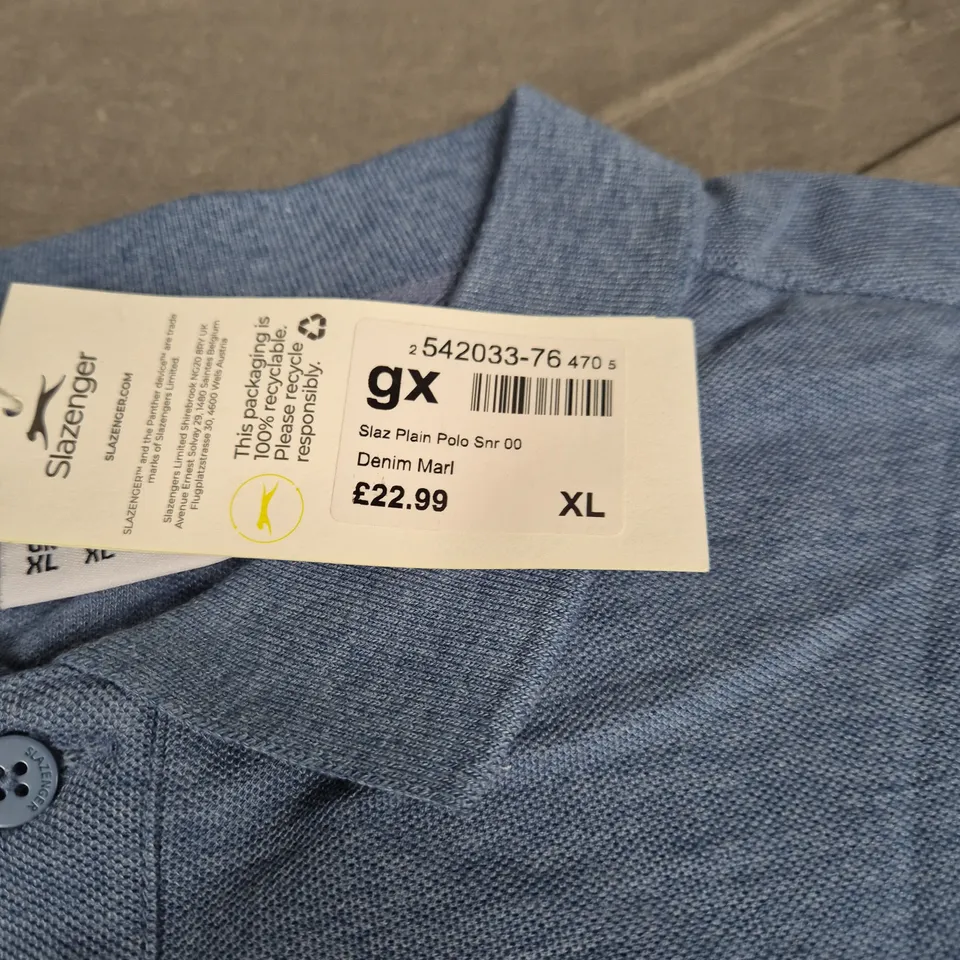 Slazenger
SLAZENGER.COM
SLAZENGER™ and the Panther device™ are trade
marks of Slazengers Limited.
Slazengers Limited Shirebrook NG20 8RY UK
Avenue Ernest Solvay 29, 1480 Saintes Belgium
Flugplatzstrasse 30, 4600 Wels Austria
This packaging is
100% recyclable.
Please recycle
responsibly.
2 542033-76 470 5
gx
Slaz Plain Polo Snr 00
Denim Marl
£22.99
XL
XL
XL
SLAZENGER